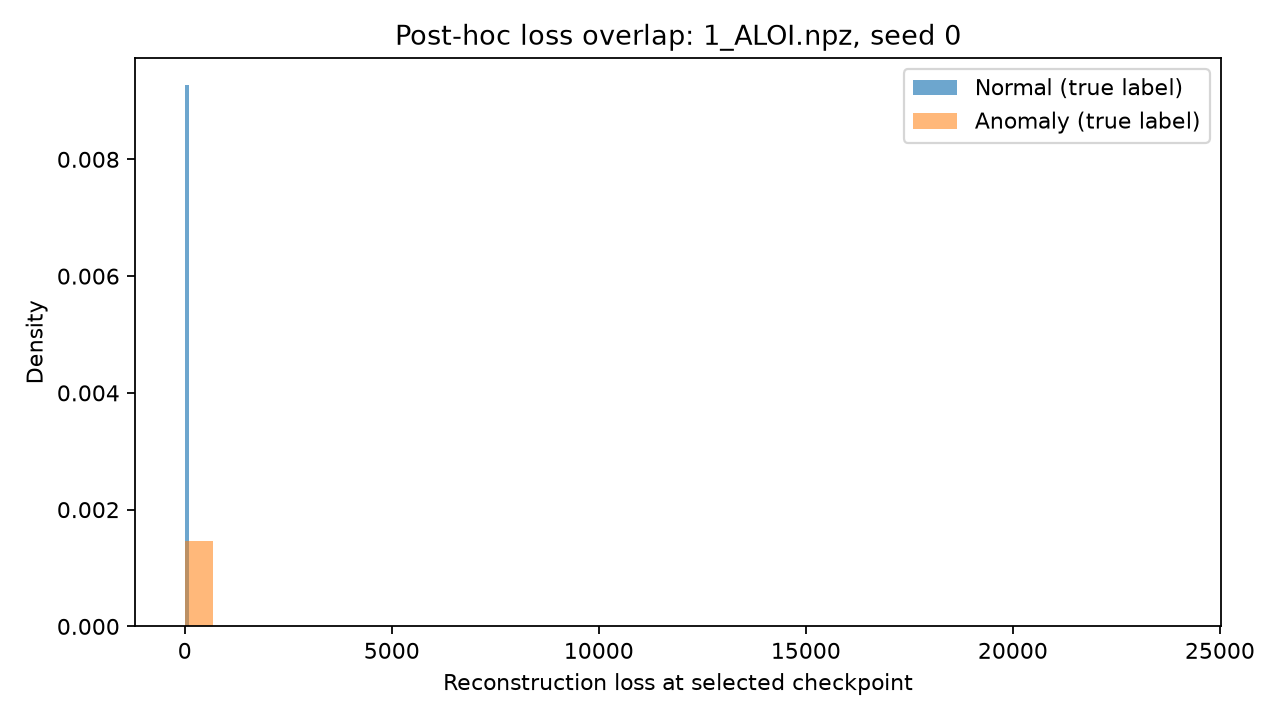 Post-hoc loss overlap: 1_ALOI.npz, seed 0
Normal (true label)
Anomaly (true label)
Density
0.008
0.006
0.004
0.002
0.000
0 5000 10000 15000 20000 25000
Reconstruction loss at selected checkpoint